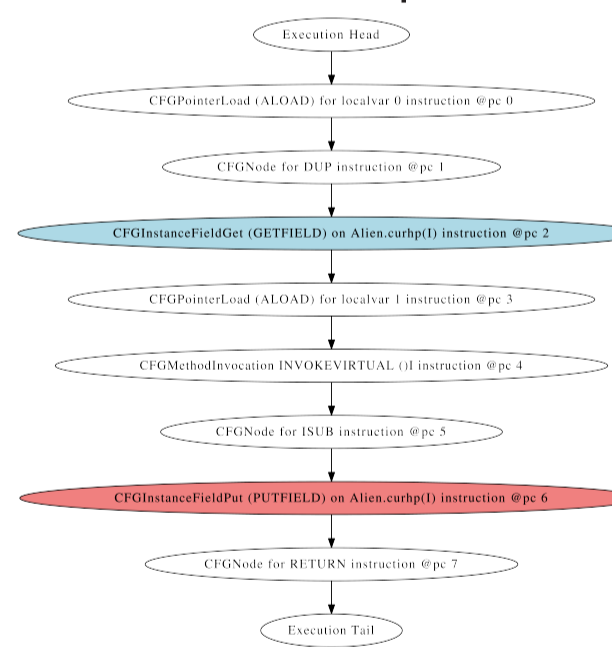 Execution Head
CFGPointerLoad (ALOAD) for localvar 0 instruction @pc 0
CFGNode for DUP instruction @pc 1
CFGInstanceFieldGet (GETFIELD) on Alien.curhp(I) instruction @pc 2
CFGPointerLoad (ALOAD) for localvar 1 instruction @pc 3
CFGMethodInvocation INVOKEVIRTUAL ()I instruction @pc 4
CFGNode for ISUB instruction @pc 5
CFGInstanceFieldPut (PUTFIELD) on Alien.curhp(I) instruction @pc 6
CFGNode for RETURN instruction @pc 7
Execution Tail